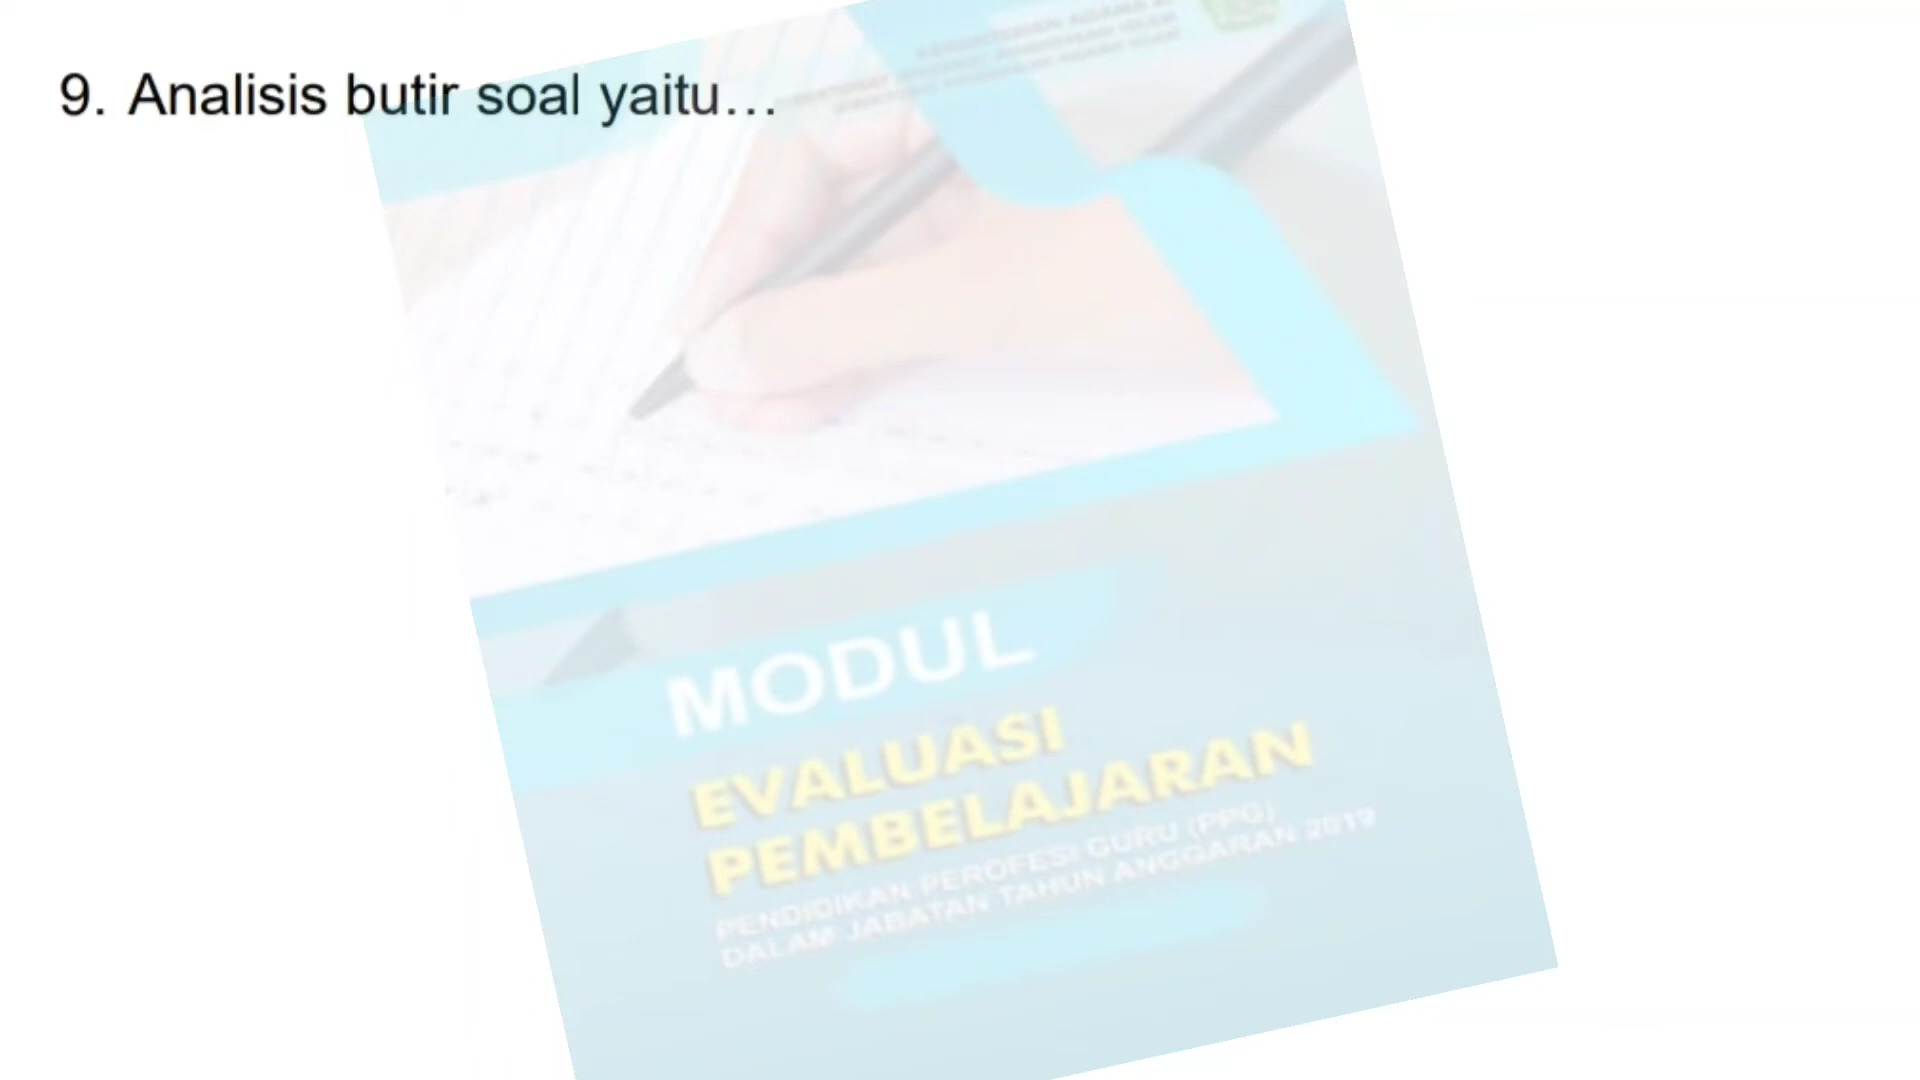 9. Analisis butir soal yaitu…
MODUL
EVALUASI
PEMBELAJARAN
PENDIDIKAN PEROFESI GURU (PPG)
DALAM JABATAN TAHUN ANGGARAN 2019